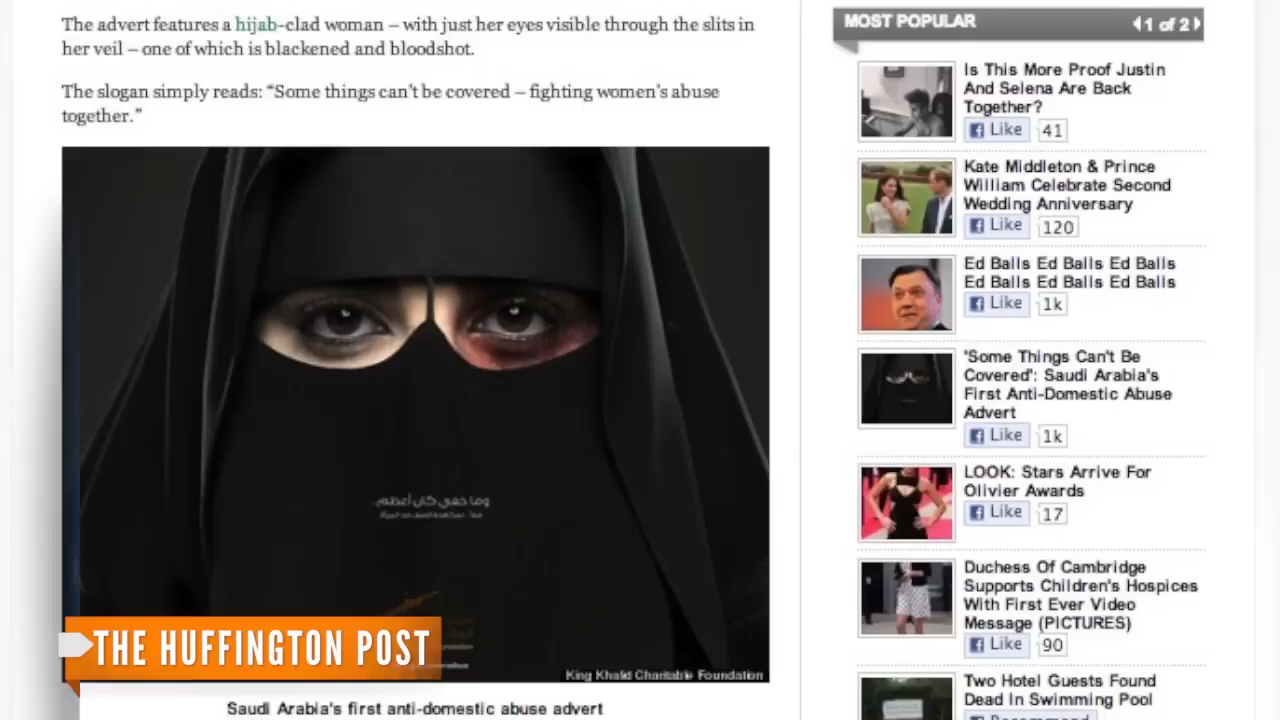 The advert features a hijab-clad woman – with just her eyes visible through the slits in
her veil – one of which is blackened and bloodshot.
The slogan simply reads: “Some things can't be covered – fighting women's abuse
together.”
وما خفي كان أعظم..
THE HUFFINGTON POST
King Khalid Charitable Foundation
Saudi Arabia's first anti-domestic abuse advert
MOST POPULAR
1 of 2
Is This More Proof Justin
And Selena Are Back
Together?
Like 41
Kate Middleton & Prince
William Celebrate Second
Wedding Anniversary
Like 120
Ed Balls Ed Balls Ed Balls
Ed Balls Ed Balls Ed Balls
Like 1k
'Some Things Can't Be
Covered': Saudi Arabia's
First Anti-Domestic Abuse
Advert
Like 1k
LOOK: Stars Arrive For
Olivier Awards
Like 17
Duchess Of Cambridge
Supports Children's Hospices
With First Ever Video
Message (PICTURES)
Like 90
Two Hotel Guests Found
Dead In Swimming Pool
Recommend